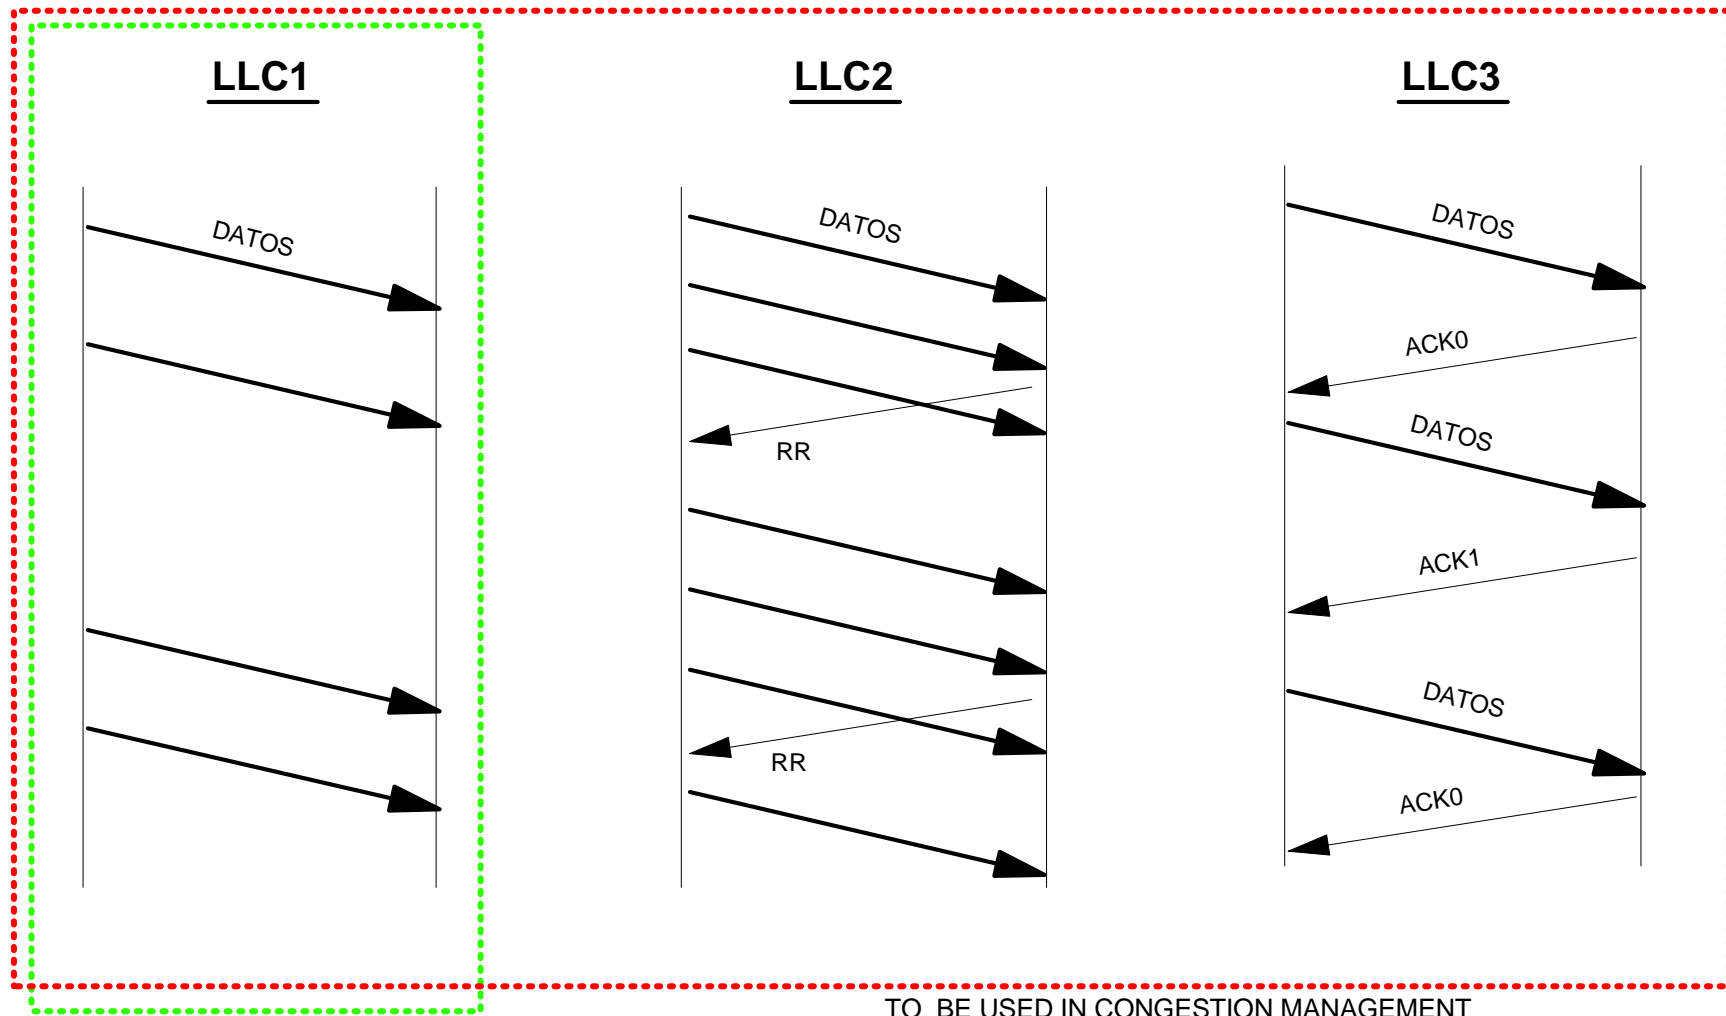 LLC1
LLC2
LLC3
DATOS
DATOS
RR
RR
DATOS
ACK0
DATOS
ACK1
DATOS
ACK0
TO BE USED IN CONGESTION MANAGEMENT